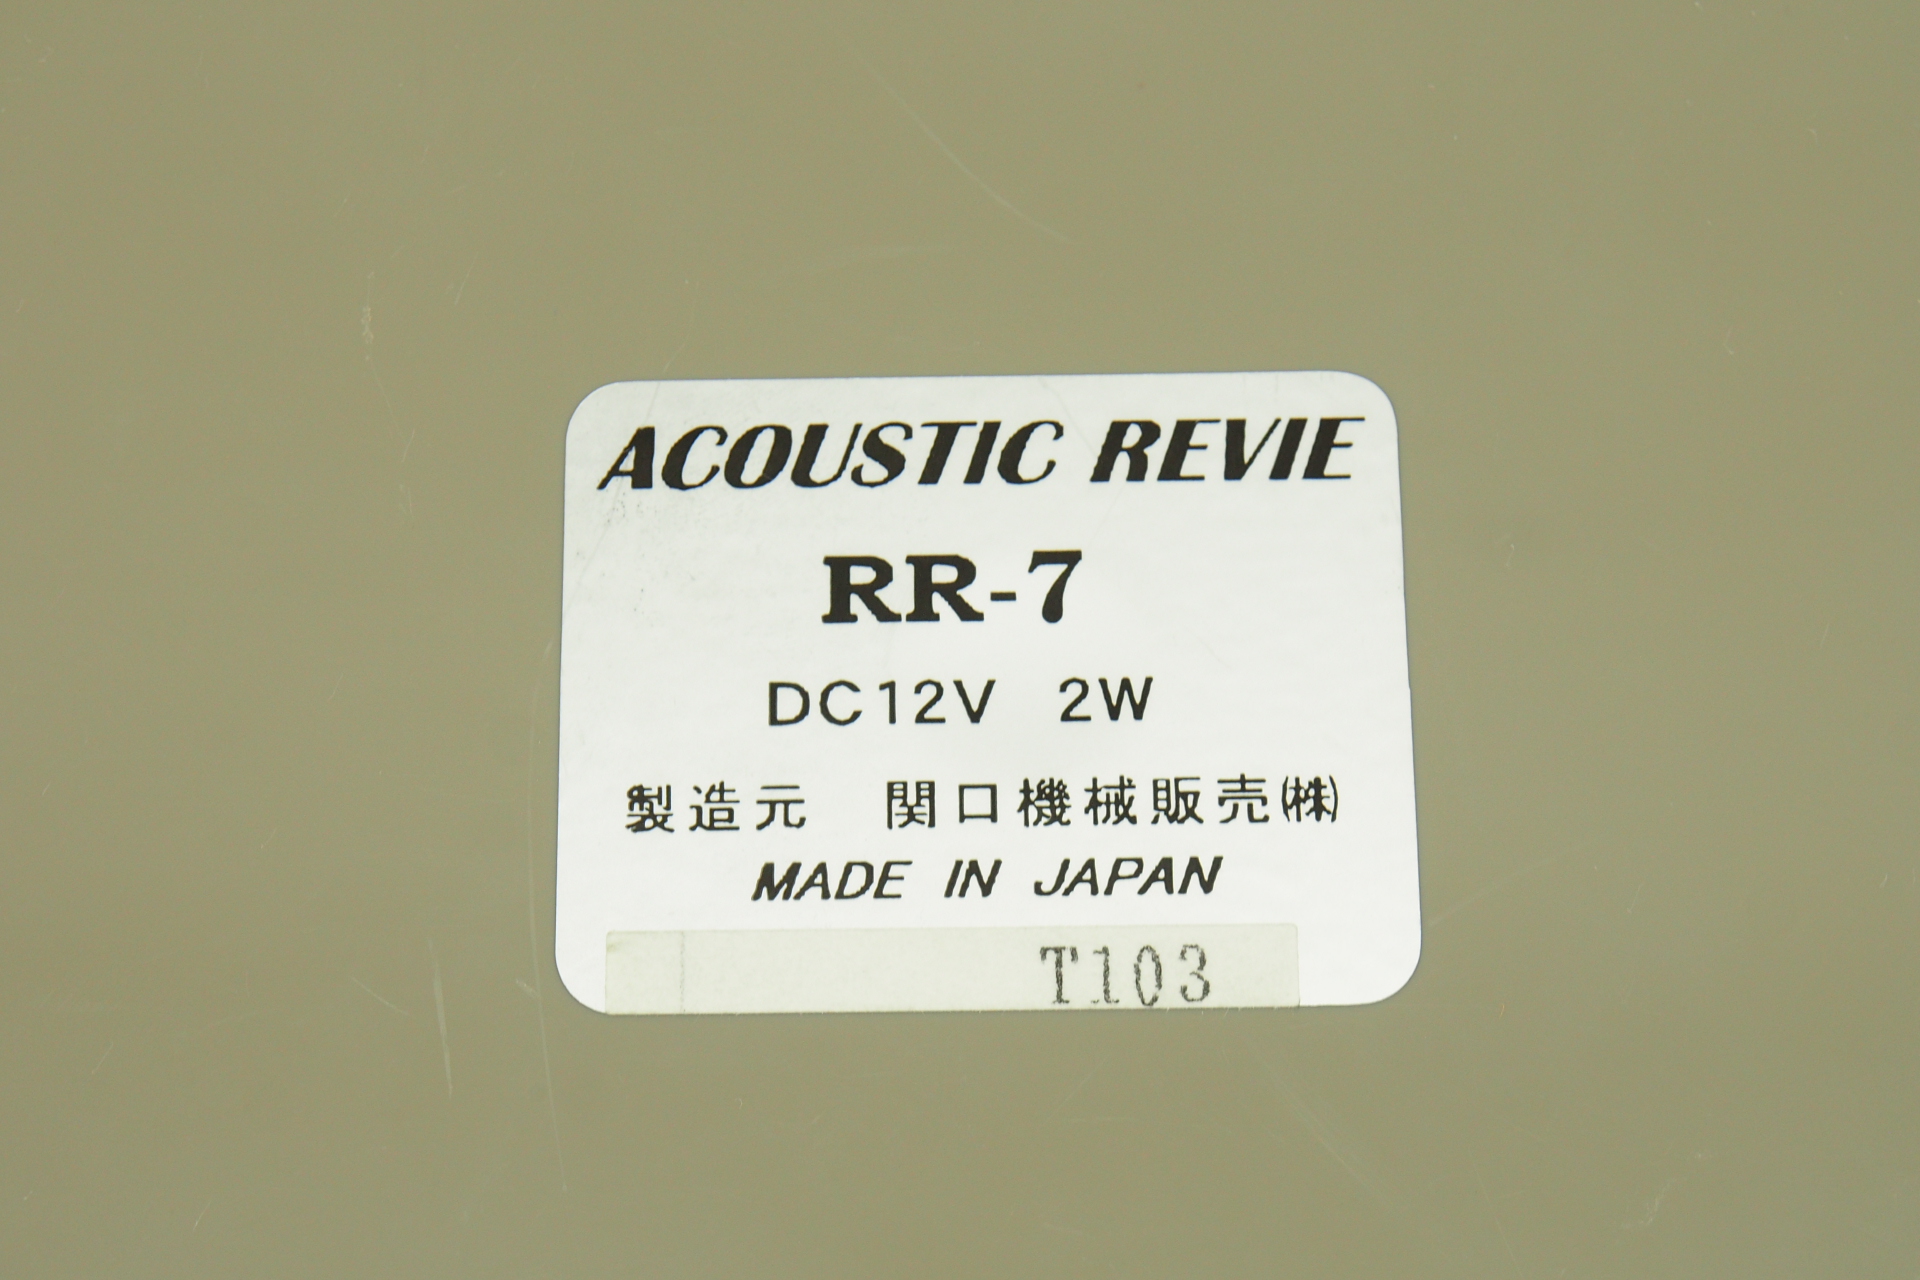 ACOUSTIC REVIE
RR-7
DC12V 2W
製造元 関口機械販売㈱
MADE IN JAPAN
T103